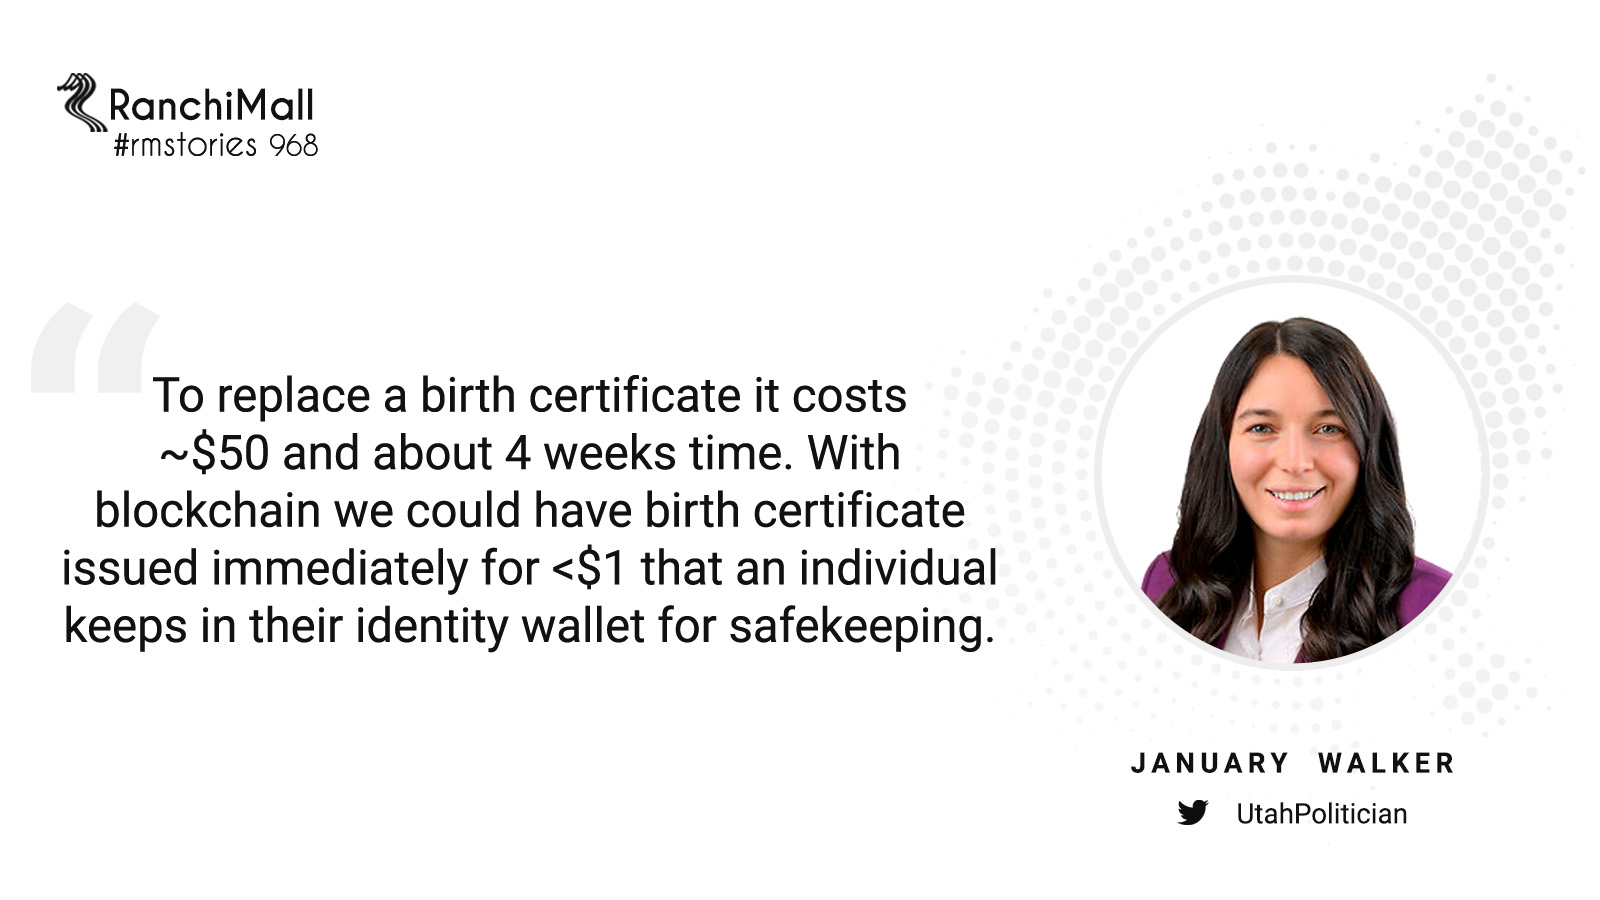 RanchiMall
#rmstories 968
“
To replace a birth certificate it costs
~$50 and about 4 weeks time. With
blockchain we could have birth certificate
issued immediately for <$1 that an individual
keeps in their identity wallet for safekeeping.
JANUARY WALKER
UtahPolitician